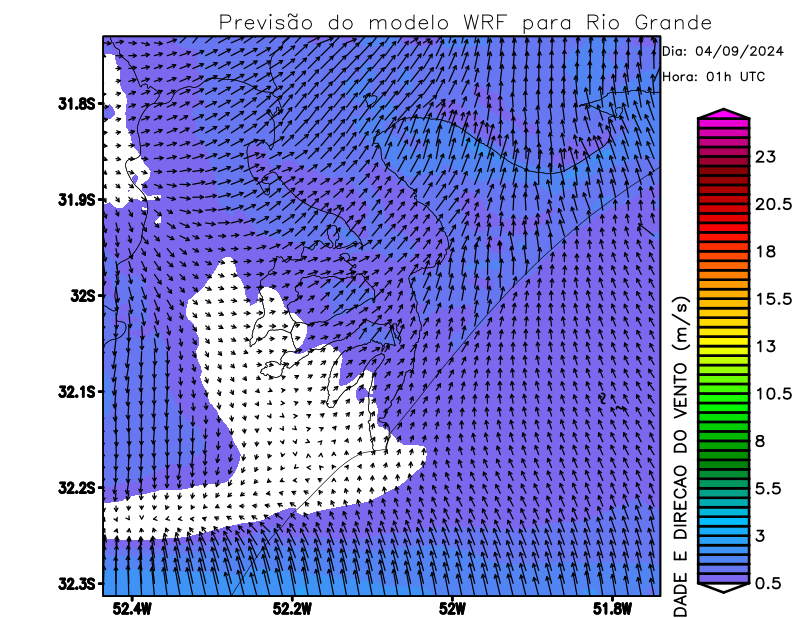 Previsão do modelo WRF para Rio Grande
Dia: 04/09/2024
Hora: 01h UTC
31.8S
31.9S
32S
32.1S
32.2S
32.3S
52.4W
52.2W
52W
51.8W
23
20.5
18
15.5
13
10.5
8
5.5
3
0.5
DADE E DIRECAO DO VENTO (m/s)